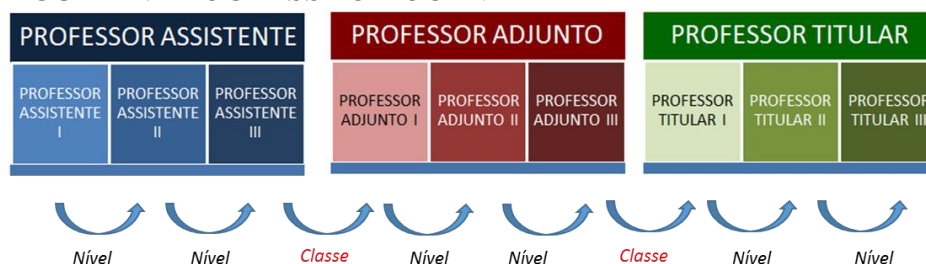 PROFESSOR ASSISTENTE
PROFESSOR ADJUNTO
PROFESSOR TITULAR
PROFESSOR
ASSISTENTE
I
PROFESSOR
ASSISTENTE
II
PROFESSOR
ASSISTENTE
III
PROFESSOR
ADJUNTO I
PROFESSOR
ADJUNTO II
PROFESSOR
ADJUNTO III
PROFESSOR
TITULAR I
PROFESSOR
TITULAR II
PROFESSOR
TITULAR III
Nível
Nível
Classe
Nível
Nível
Classe
Nível
Nível